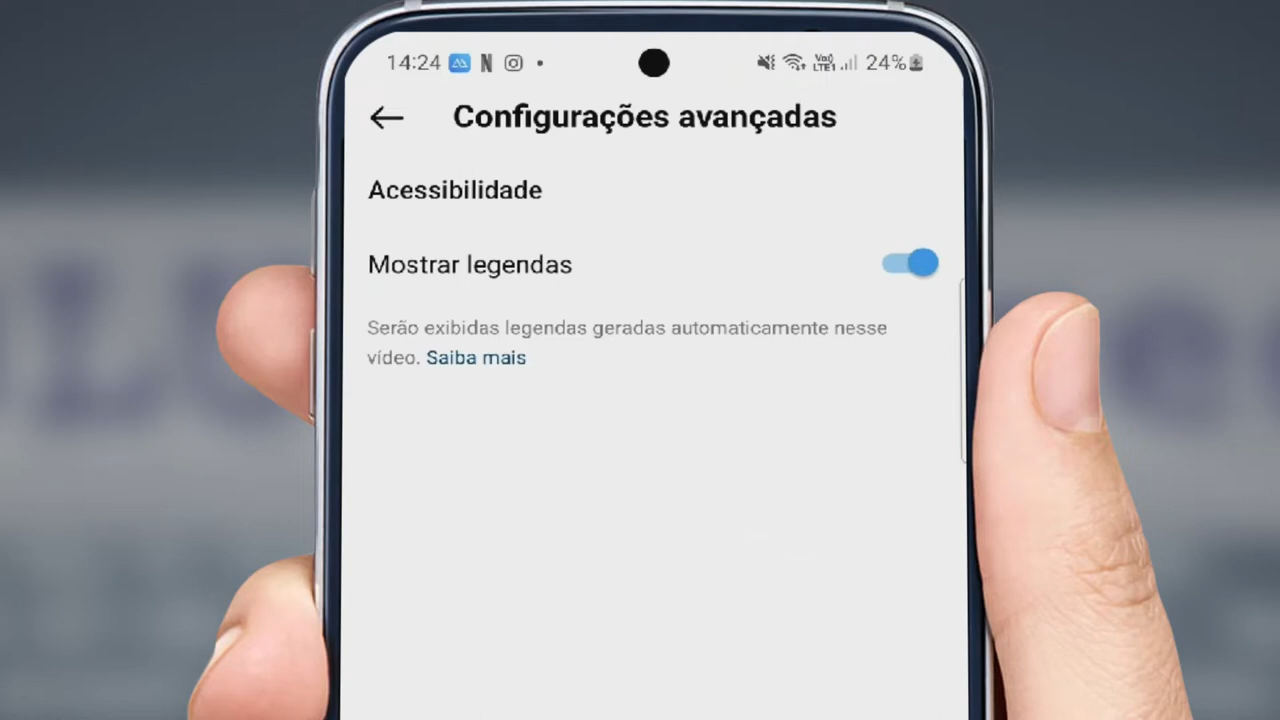 14:24 24%
Configurações avançadas
Acessibilidade
Mostrar legendas
Serão exibidas legendas geradas automaticamente nesse
vídeo. Saiba mais